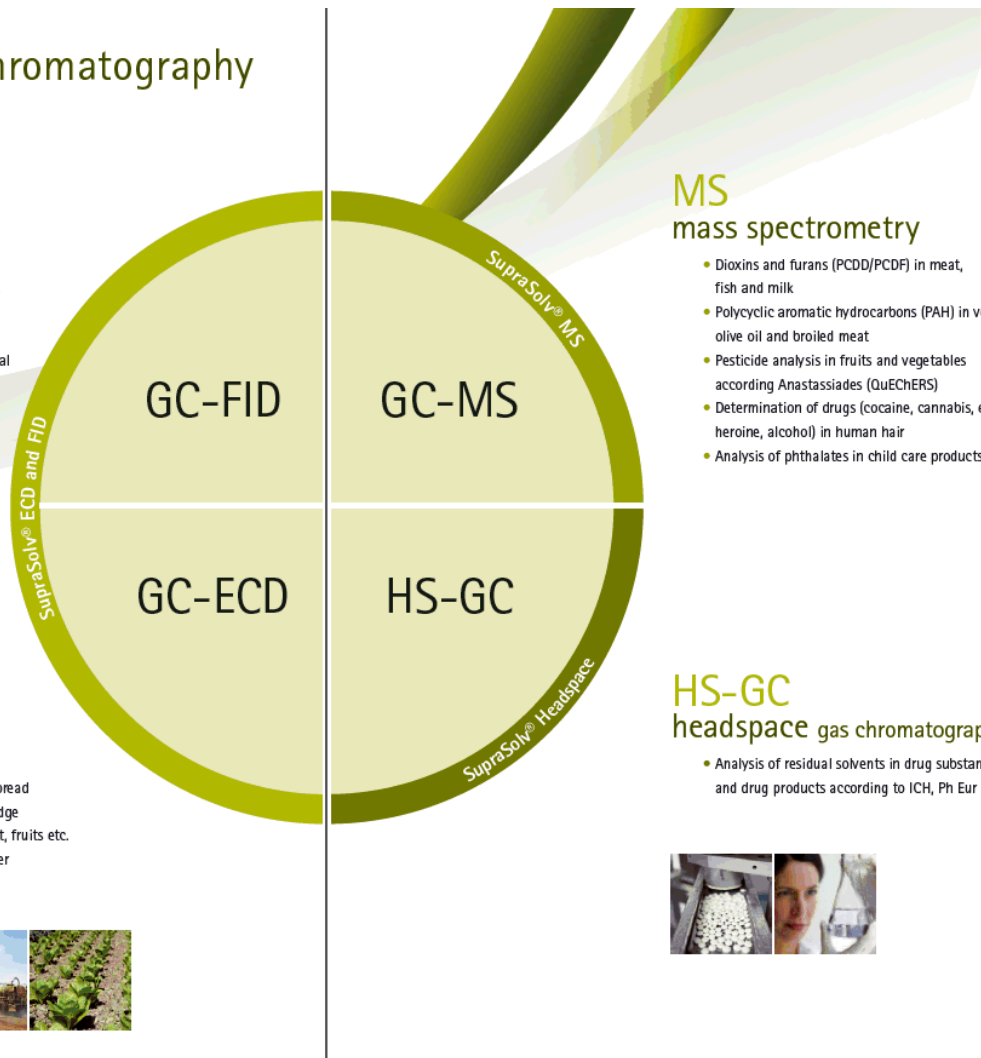 hromatography
al
GC-FID
GC-ECD
SupraSolv® ECD and FID
oread
dge
t, fruits etc.
er
GC-MS
HS-GC
SupraSolv® MS
SupraSolv® Headspace
MS
mass spectrometry
• Dioxins and furans (PCDD/PCDF) in meat,
fish and milk
• Polycyclic aromatic hydrocarbons (PAH) in v
olive oil and broiled meat
• Pesticide analysis in fruits and vegetables
according Anastassiades (QuEChERS)
• Determination of drugs (cocaine, cannabis,
heroine, alcohol) in human hair
• Analysis of phthalates in child care products
HS-GC
headspace gas chromatograp
• Analysis of residual solvents in drug substan
and drug products according to ICH, Ph Eur